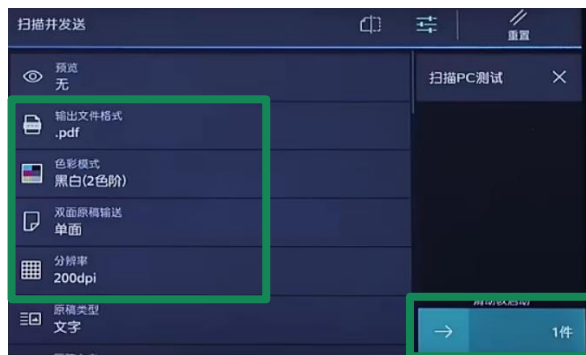 扫描并发送
重置
预览
无
扫描PC测试
输出文件格式
.pdf
色彩模式
黑白(2色阶)
双面原稿输送
单面
分辨率
200dpi
原稿类型
文字
1件